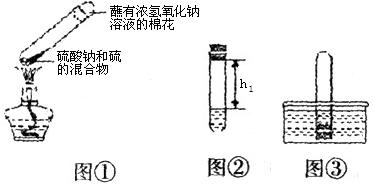 蘸有浓氢氧化钠
溶液的棉花
硫酸钠和硫
的混合物
h₁
图①
图②
图③